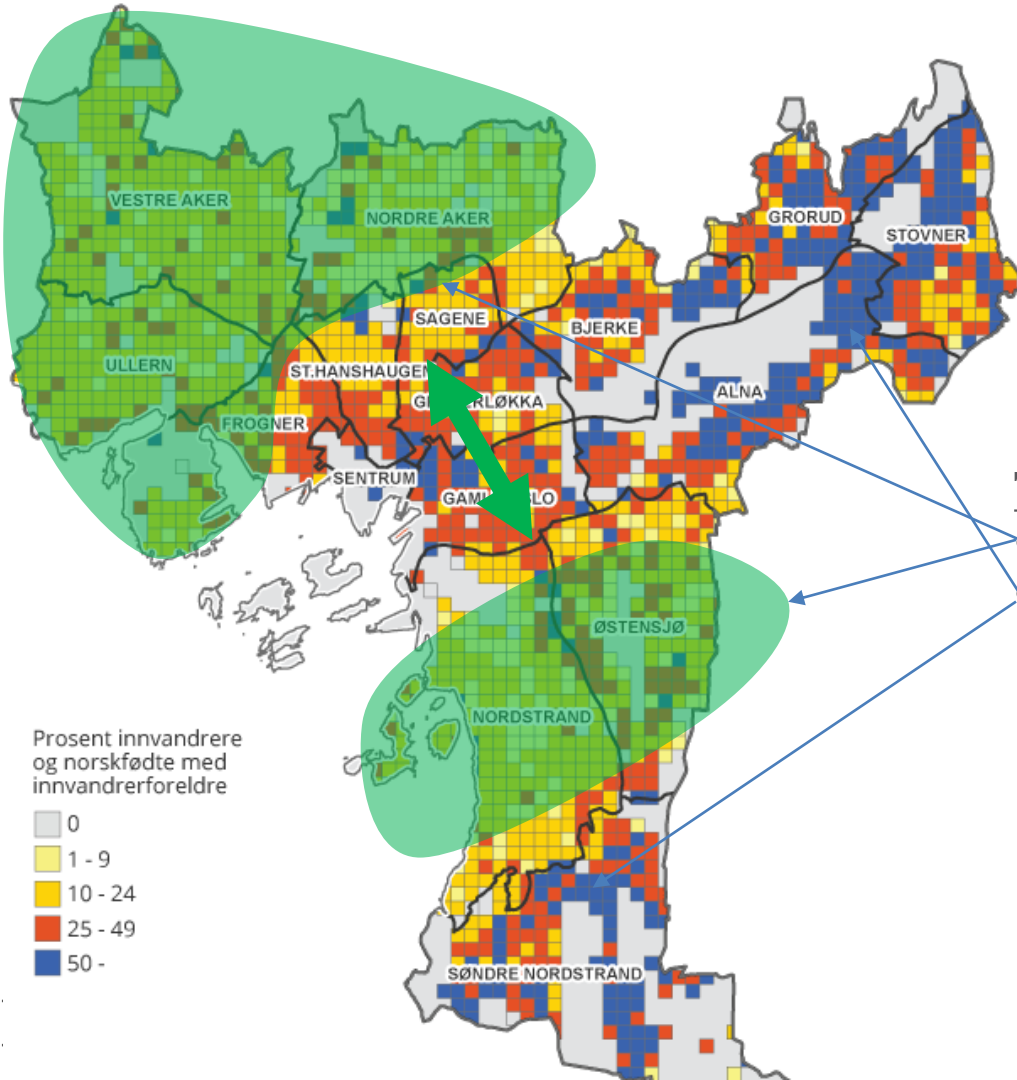 VESTRE AKER
NORDRE AKER
GRORUD
STOVNER
SAGENE
BJERKE
ULLERN
ST.HANSHAUGEN
ALNA
FROGNER
SENTRUM
ØSTENSJØ
NORDSTRAND
Prosent innvandrere
og norskfødte med
innvandrerforeldre
0
1 - 9
10 - 24
25 - 49
50 -
SØNDRE NORDSTRAND